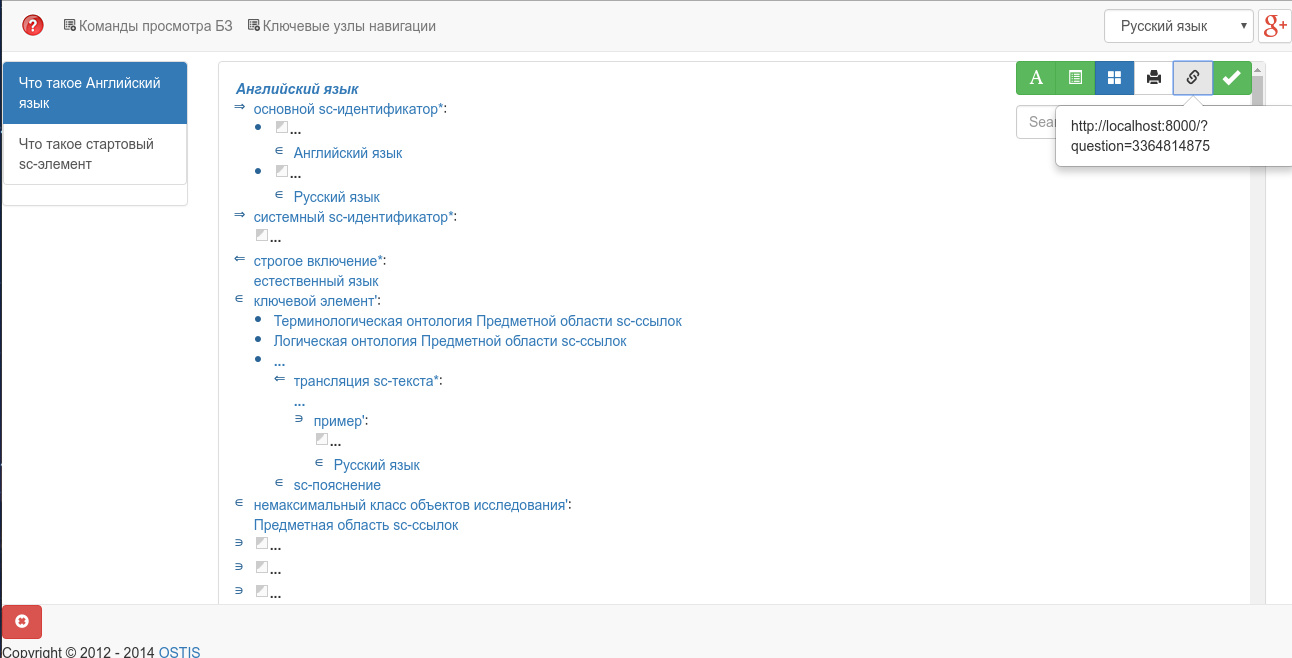 ?
Команды просмотра БЗ
Ключевые узлы навигации
Русский язык
g+
Что такое Английский
язык
Что такое стартовый
sc-элемент
A
http://localhost:8000/?
question=3364814875
Английский язык
⇒ основной sc-идентификатор*:
• ...
∈ Английский язык
• ...
∈ Русский язык
⇒ системный sc-идентификатор*:
...
⇐ строгое включение*:
естественный язык
∈ ключевой элемент':
• Терминологическая онтология Предметной области sc-ссылок
• Логическая онтология Предметной области sc-ссылок
• ...
⇐ трансляция sc-текста*:
...
∋ пример':
...
∈ Русский язык
∈ sc-пояснение
∈ немаксимальный класс объектов исследования':
Предметная область sc-ссылок
∋ ...
∋ ...
∋ ...
Copyright © 2012 - 2014 OSTIS